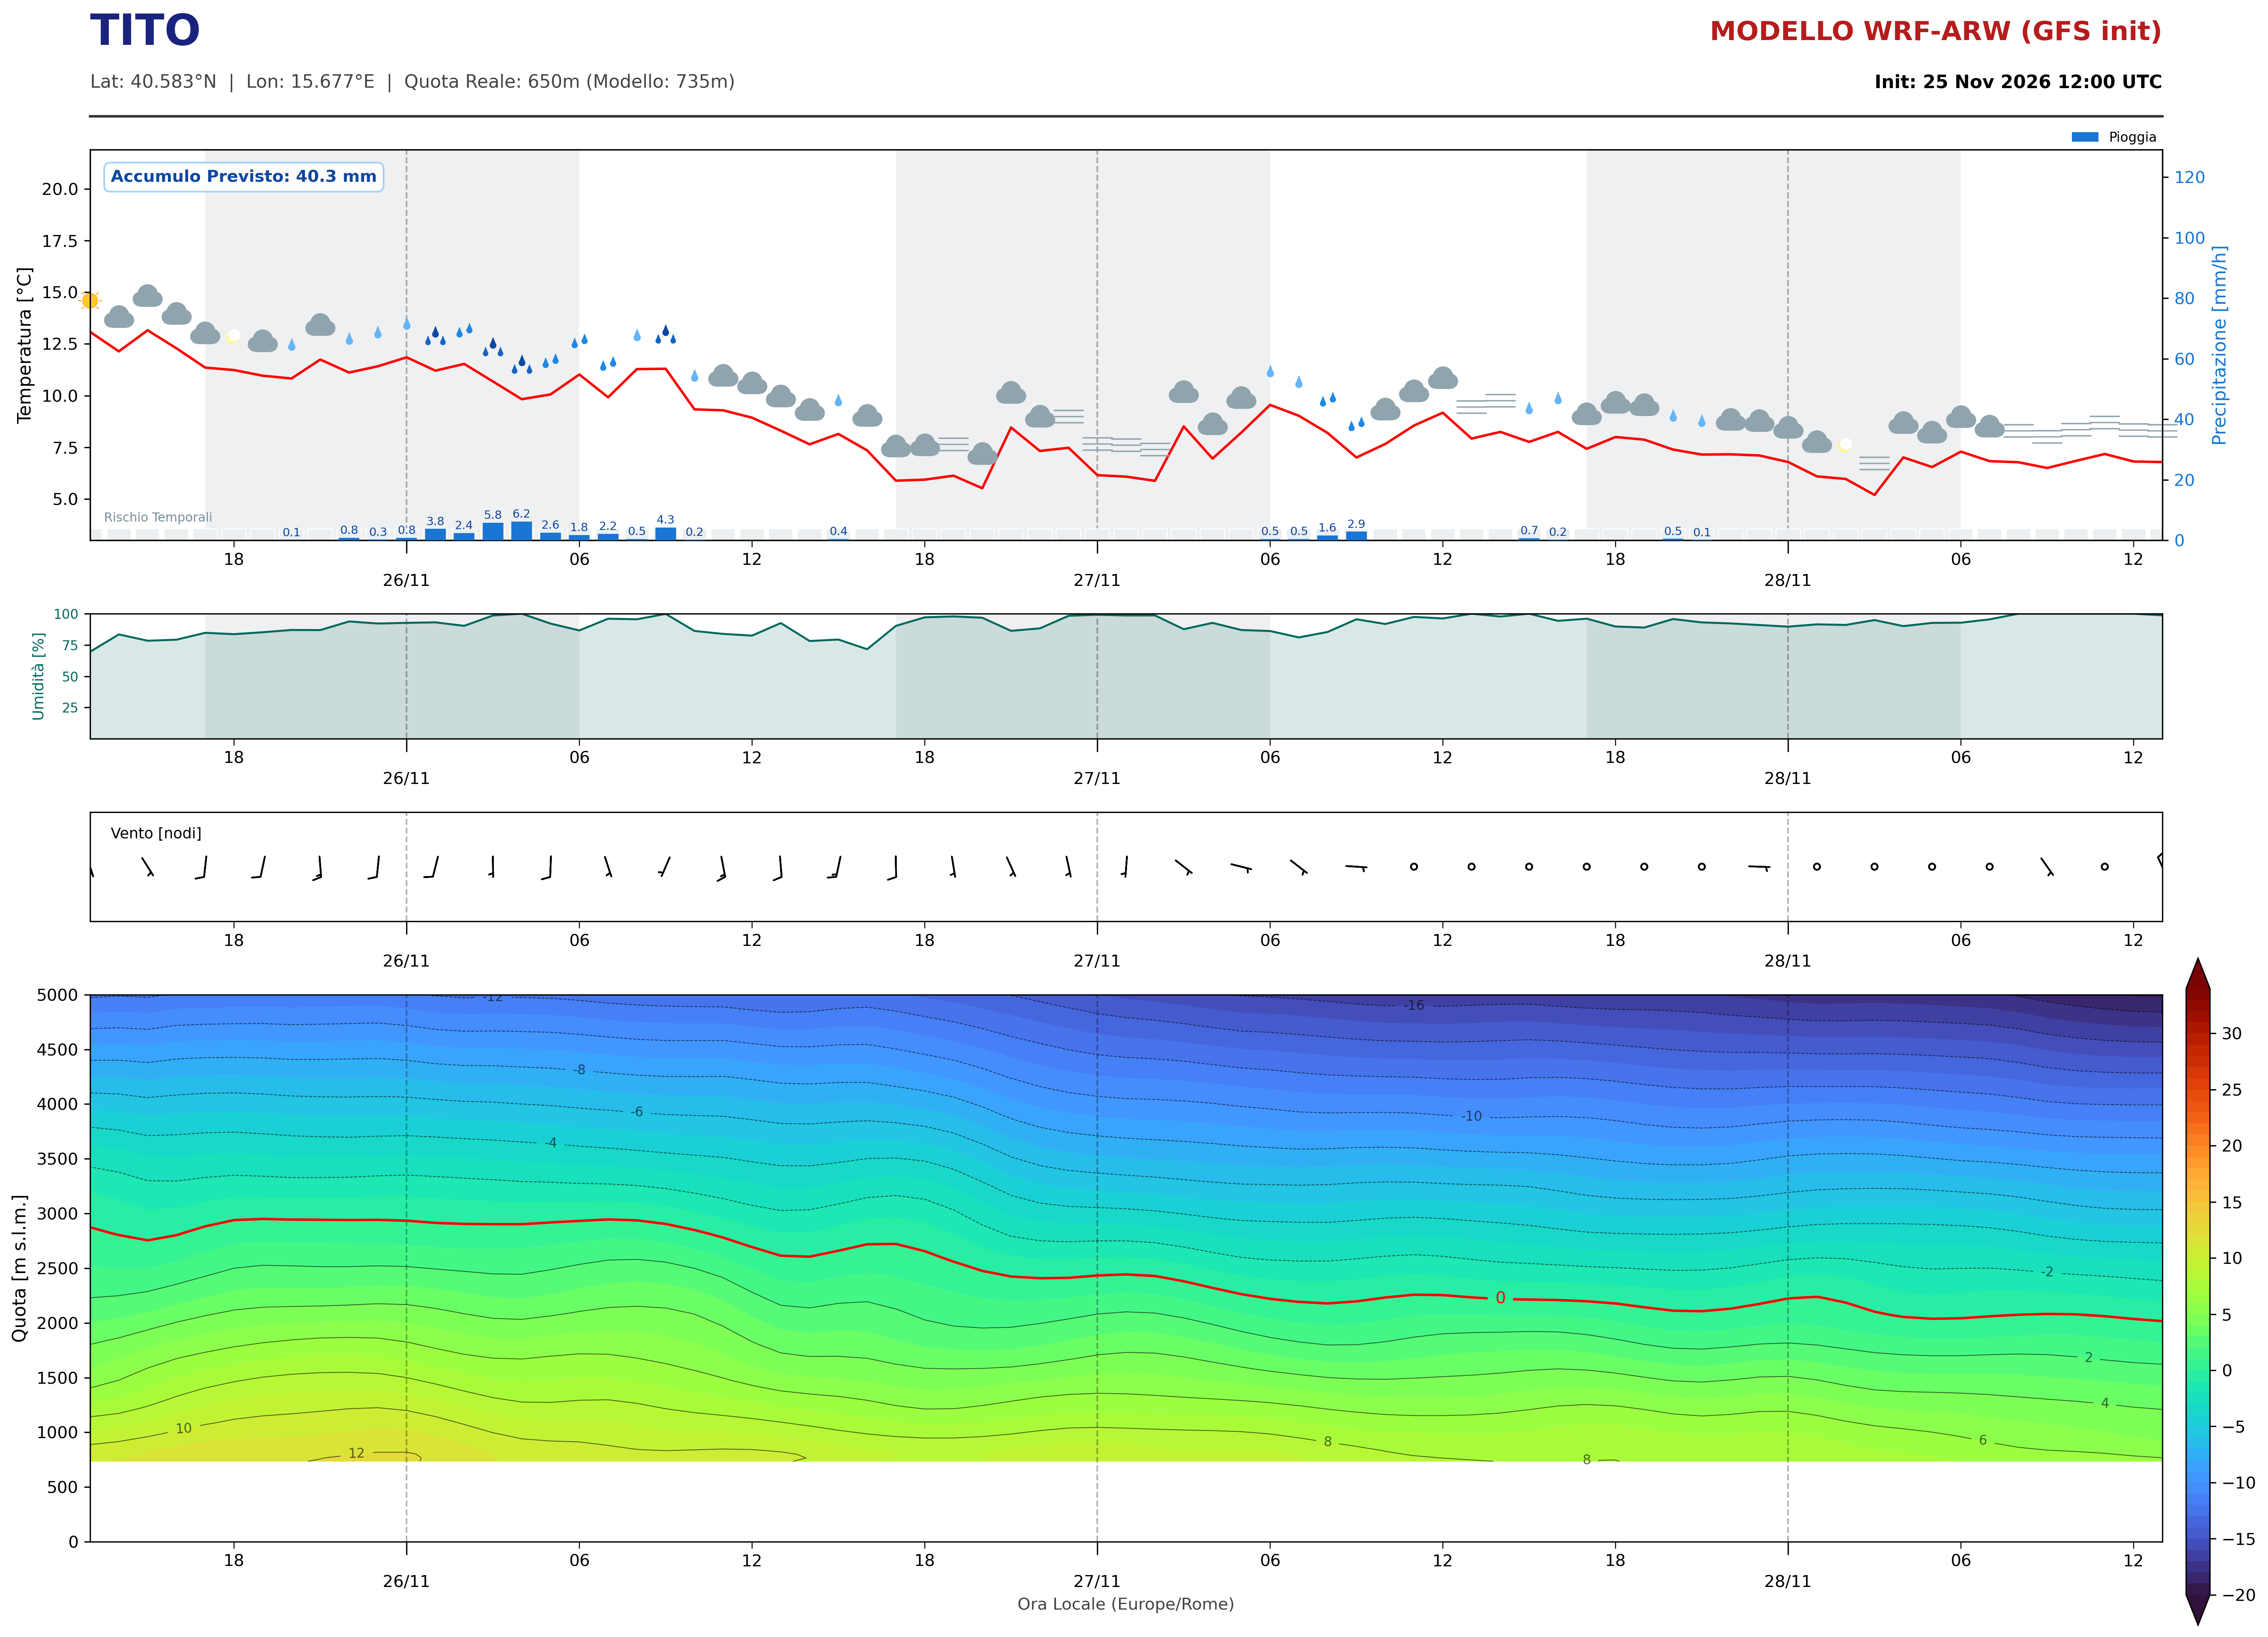 TITO
MODELLO WRF-ARW (GFS init)
Lat: 40.583°N | Lon: 15.677°E | Quota Reale: 650m (Modello: 735m)
Init: 25 Nov 2026 12:00 UTC
Pioggia
Accumulo Previsto: 40.3 mm
Temperatura [°C]
20.0
17.5
15.0
12.5
10.0
7.5
5.0
Precipitazione [mm/h]
120
100
80
60
40
20
0
Rischio Temporali
0.1 0.8 0.3 0.8 3.8 2.4 5.8 6.2 2.6 1.8 2.2 0.5 4.3 0.2 0.4 0.5 0.5 1.6 2.9 0.7 0.2 0.5 0.1
18 06 12 18 06 12 18 06 12
26/11 27/11 28/11
Umidità [%]
100
75
50
25
18 06 12 18 06 12 18 06 12
26/11 27/11 28/11
Vento [nodi]
18 06 12 18 06 12 18 06 12
26/11 27/11 28/11
Quota [m s.l.m.]
5000
4500
4000
3500
3000
2500
2000
1500
1000
500
0
-12
-16
-8
-6
-10
-4
-2
0
2
4
10
12
8
8
6
30
25
20
15
10
5
0
−5
−10
−15
−20
18 06 12 18 06 12 18 06 12
26/11 27/11 28/11
Ora Locale (Europe/Rome)